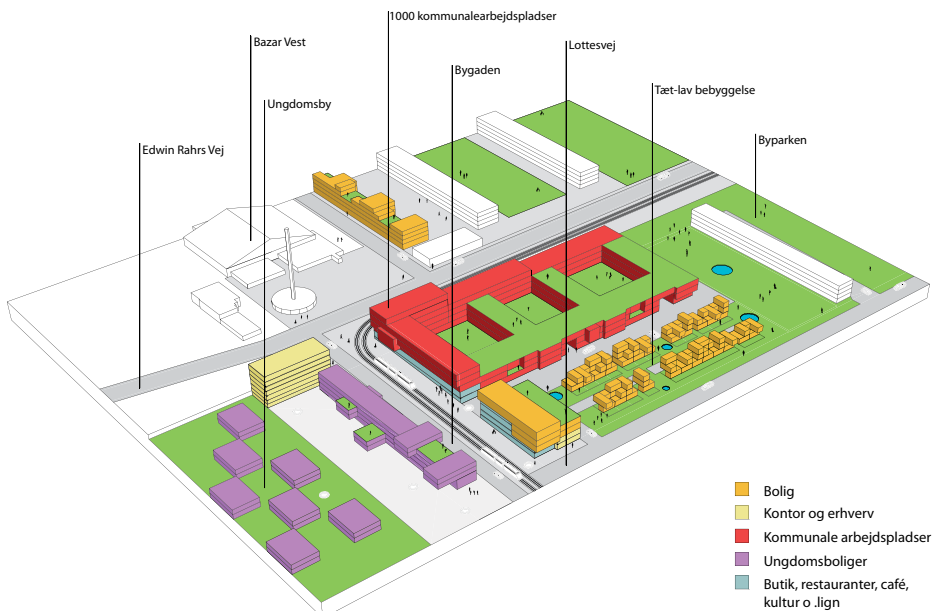 1000 kommunalearbejdspladser
Bazar Vest
Lottesvej
Bygaden
Tæt-lav bebyggelse
Ungdomsby
Byparken
Edwin Rahrs Vej
Bolig
Kontor og erhverv
Kommunale arbejdspladser
Ungdomsboliger
Butik, restauranter, café,
kultur o .lign